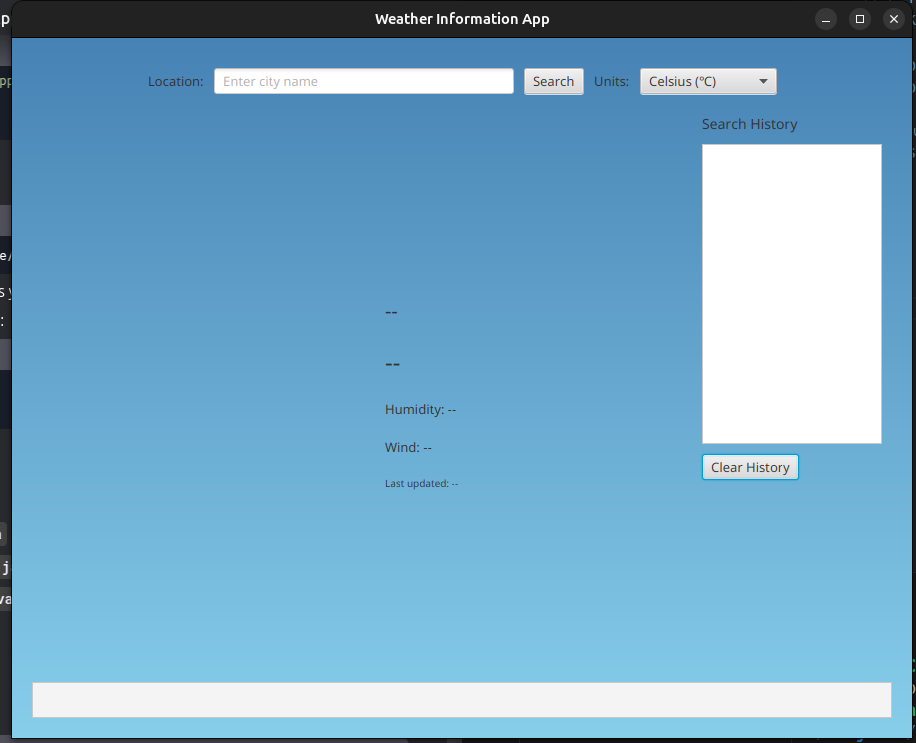 Weather Information App
Location: Enter city name Search Units: Celsius (°C)
Search History
--
--
Humidity: --
Wind: --
Last updated: --
Clear History